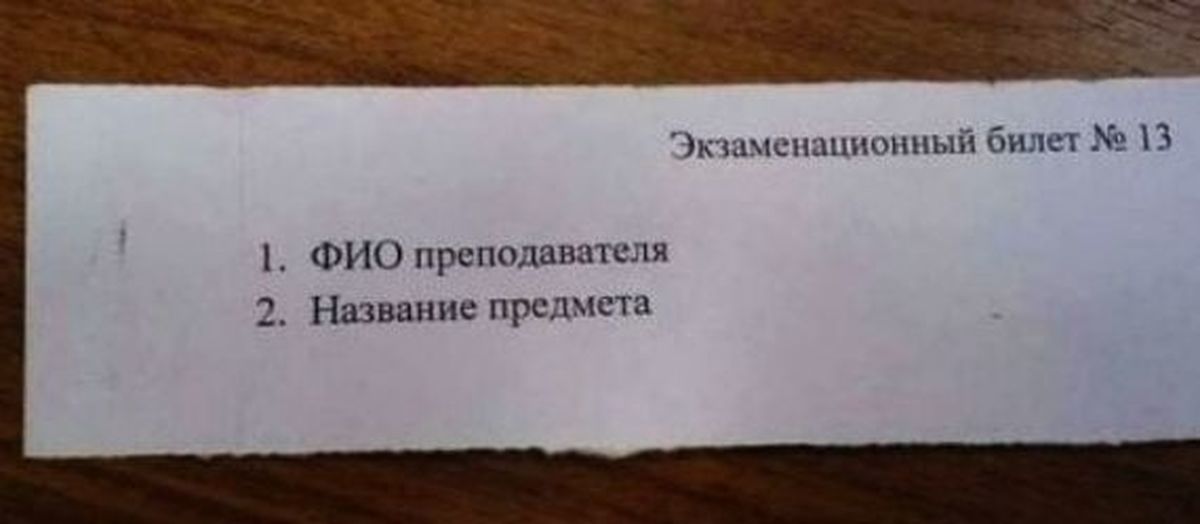 Экзаменационный билет № 13
1. ФИО преподавателя
2. Название предмета